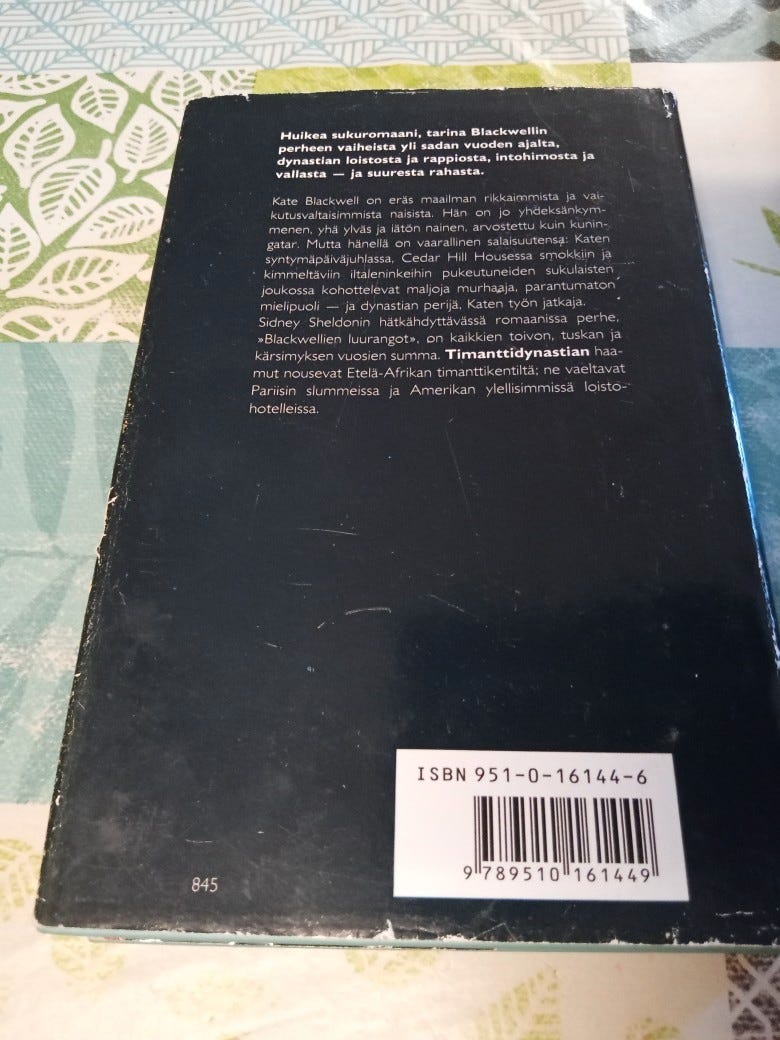 Huikea sukuromaani, tarina Blackwellin
perheen vaiheista yli sadan vuoden ajalta,
dynastian loistosta ja rappiosta, intohimosta ja
vallasta — ja suuresta rahasta.
Kate Blackwell on eräs maailman rikkaimmista ja vai-
kutusvaltaisimmista naisista. Hän on jo yhdeksänkym-
menen, yhä ylväs ja iätön nainen, arvostettu kuin kunin-
gatar. Mutta hänellä on vaarallinen salaisuutensa: Katen
syntymäpäiväjuhlassa, Cedar Hill Housessa smokkiin ja
kimmeltäviin iltaleninkeihin pukeutuneiden sukulaisten
joukossa kohottelevat maljoja murhaaja, parantumaton
mielipuoli — ja dynastian perijä, Katen työn jatkaja.
Sidney Sheldonin hätkähdyttävässä romaanissa perhe,
»Blackwellien luurangot», on kaikkien toivon, tuskan ja
kärsimyksen vuosien summa. Timanttidynastian haa-
mut nousevat Etelä-Afrikan timanttikentiltä; ne vaeltavat
Pariisin slummeissa ja Amerikan ylellisimmissä loisto-
hotelleissa.
ISBN 951-0-16144-6
9 789510 161449
845